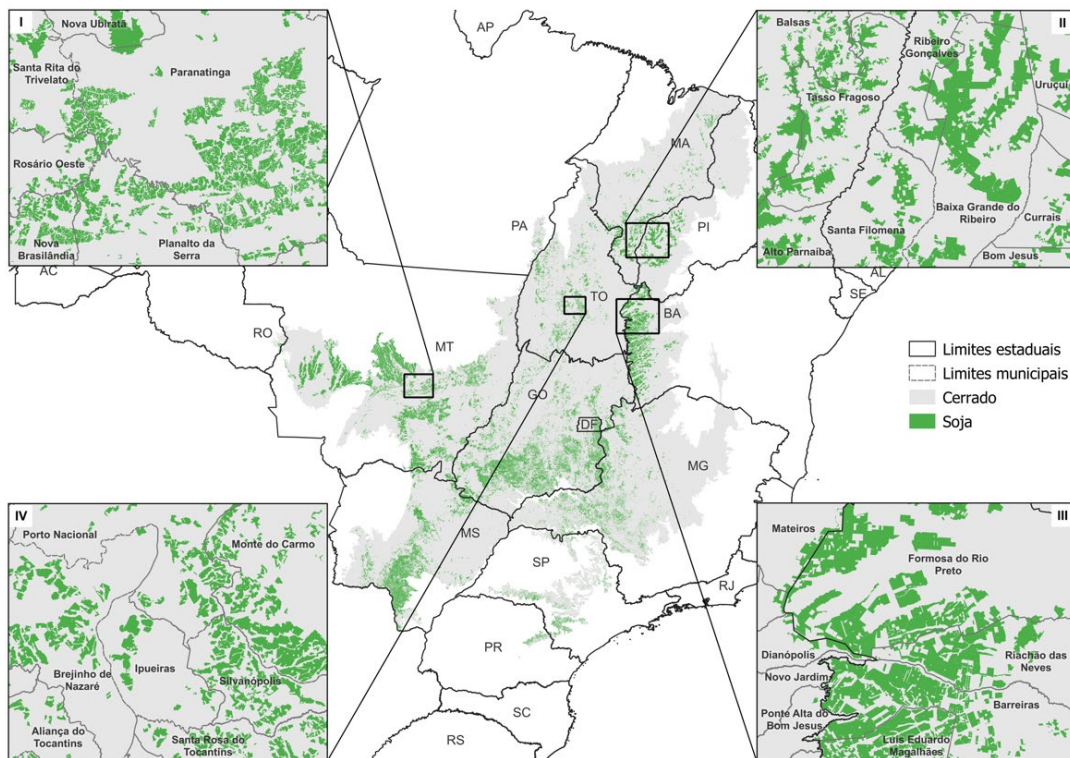 I
Nova Ubiratã
Santa Rita do
Trivelato
Paranatinga
Rosário Oeste
Nova
Brasilândia
Planalto da
Serra
II
Balsas
Ribeiro
Gonçalves
Uruçuí
Tasso Fragoso
Baixa Grande do
Ribeiro
Santa Filomena
Currais
Alto Parnaíba
Bom Jesus
AP
MA
PA
PI
AC
AL
SE
TO
BA
RO
MT
GO
DF
MG
MS
SP
RJ
PR
SC
RS
Limites estaduais
Limites municipais
Cerrado
Soja
IV
Porto Nacional
Monte do Carmo
Ipueiras
Brejinho de
Nazaré
Silvanópolis
Aliança do
Tocantins
Santa Rosa do
Tocantins
III
Mateiros
Formosa do Rio
Preto
Dianópolis
Riachão das
Neves
Novo Jardim
Barreiras
Ponte Alta do
Bom Jesus
Luís Eduardo
Magalhães